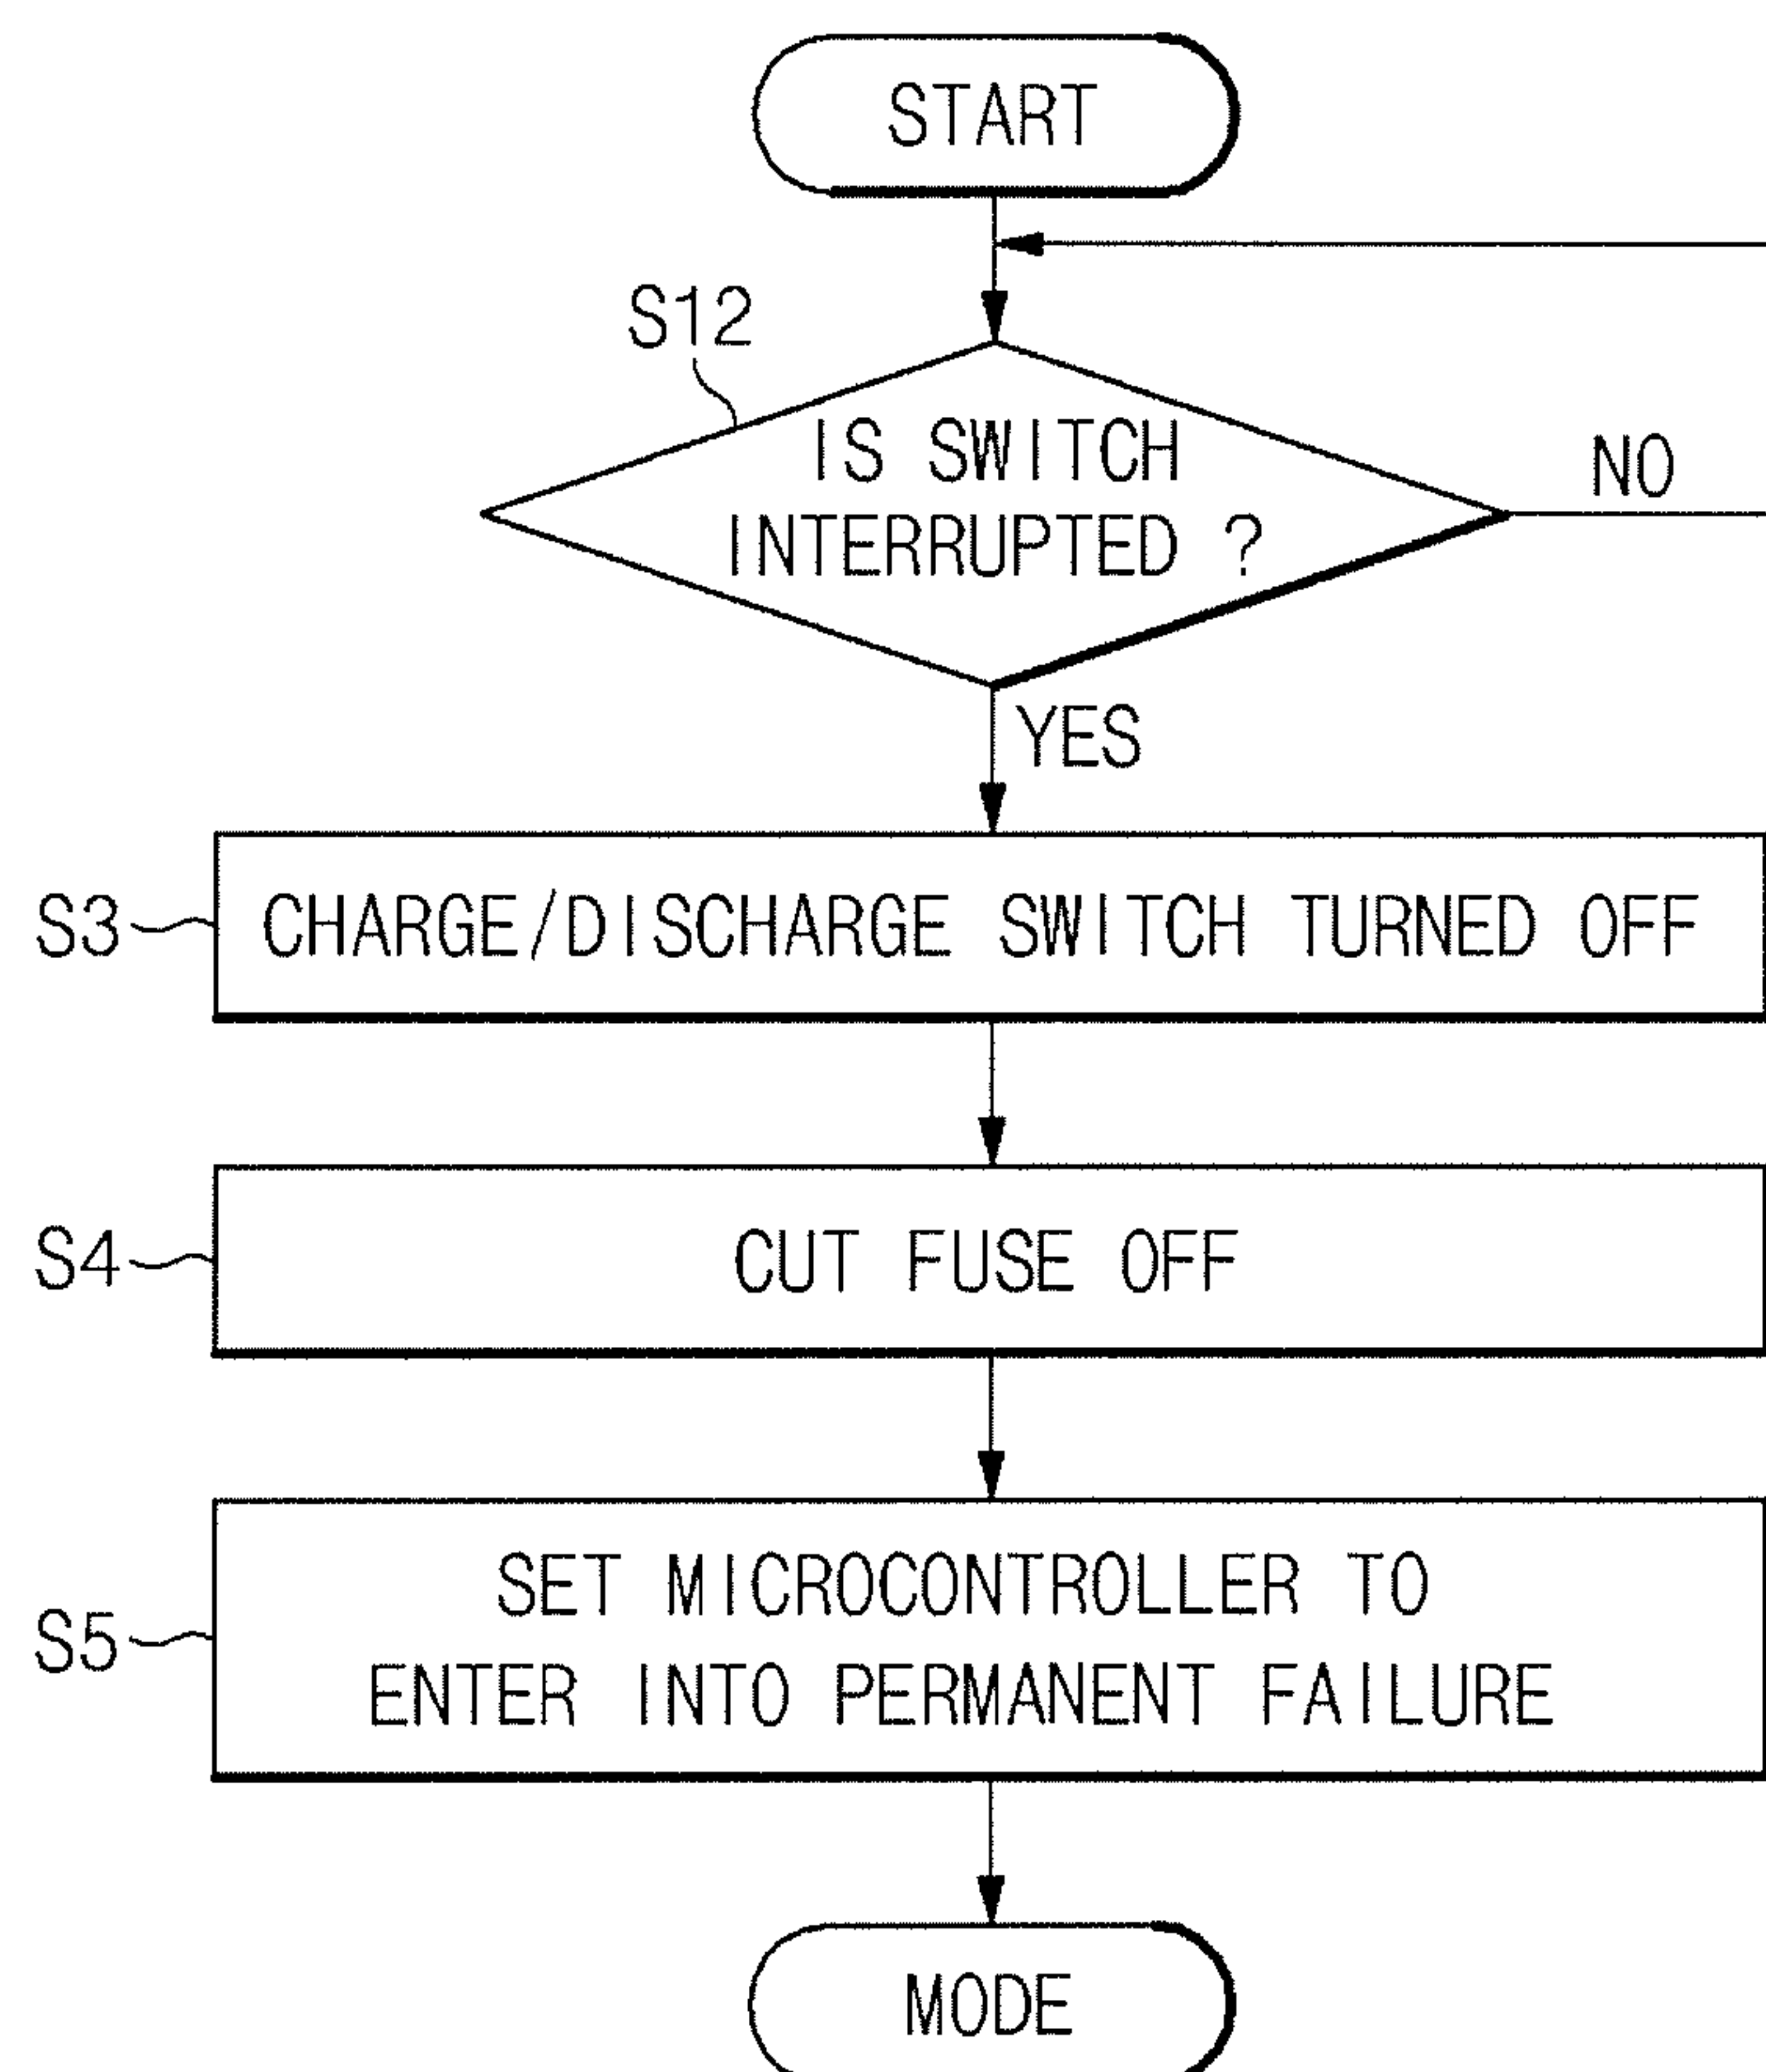 START
S12
IS SWITCH
INTERRUPTED ?
NO
YES
S3
CHARGE/DISCHARGE SWITCH TURNED OFF
S4
CUT FUSE OFF
S5
SET MICROCONTROLLER TO
ENTER INTO PERMANENT FAILURE
MODE